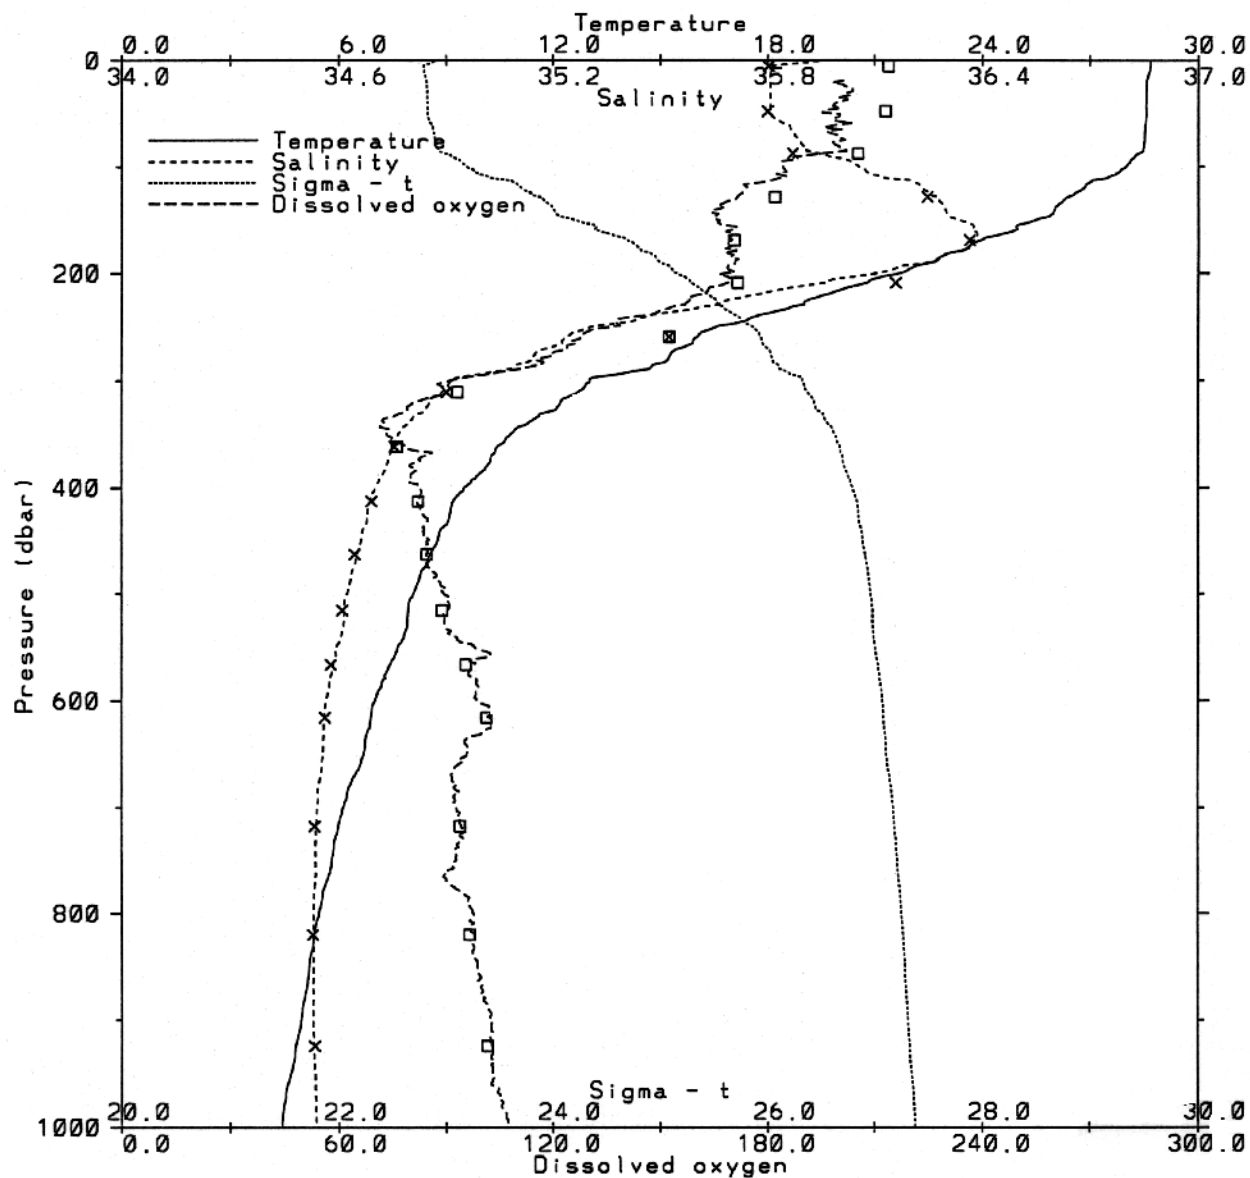 Temperature
0.0 6.0 12.0 18.0 24.0 30.0
0
34.0 34.6 35.2 35.8 36.4 37.0
Salinity
Temperature
Salinity
Sigma - t
Dissolved oxygen
200
400
Pressure (dbar)
600
800
Sigma - t
20.0 22.0 24.0 26.0 28.0 30.0
1000
0.0 60.0 120.0 180.0 240.0 300.0
Dissolved oxygen